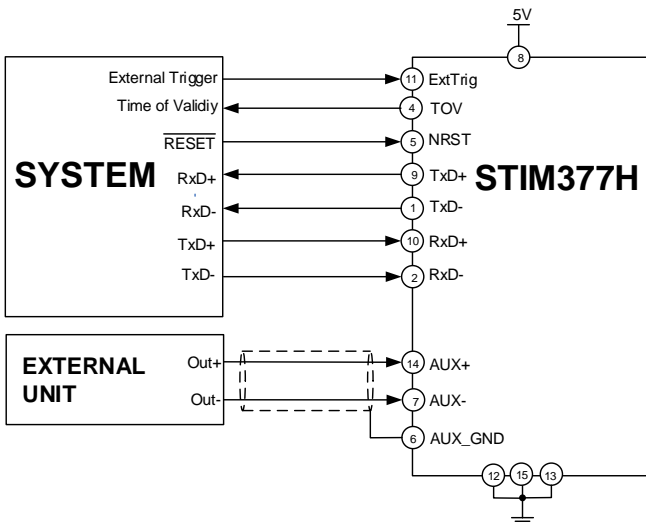 5V
8
External Trigger 11 ExtTrig
Time of Validiy 4 TOV
RESET 5 NRST
SYSTEM RxD+ 9 TxD+ STIM377H
RxD- 1 TxD-
TxD+ 10 RxD+
TxD- 2 RxD-
EXTERNAL UNIT
Out+ 14 AUX+
Out- 7 AUX-
6 AUX_GND
12 15 13